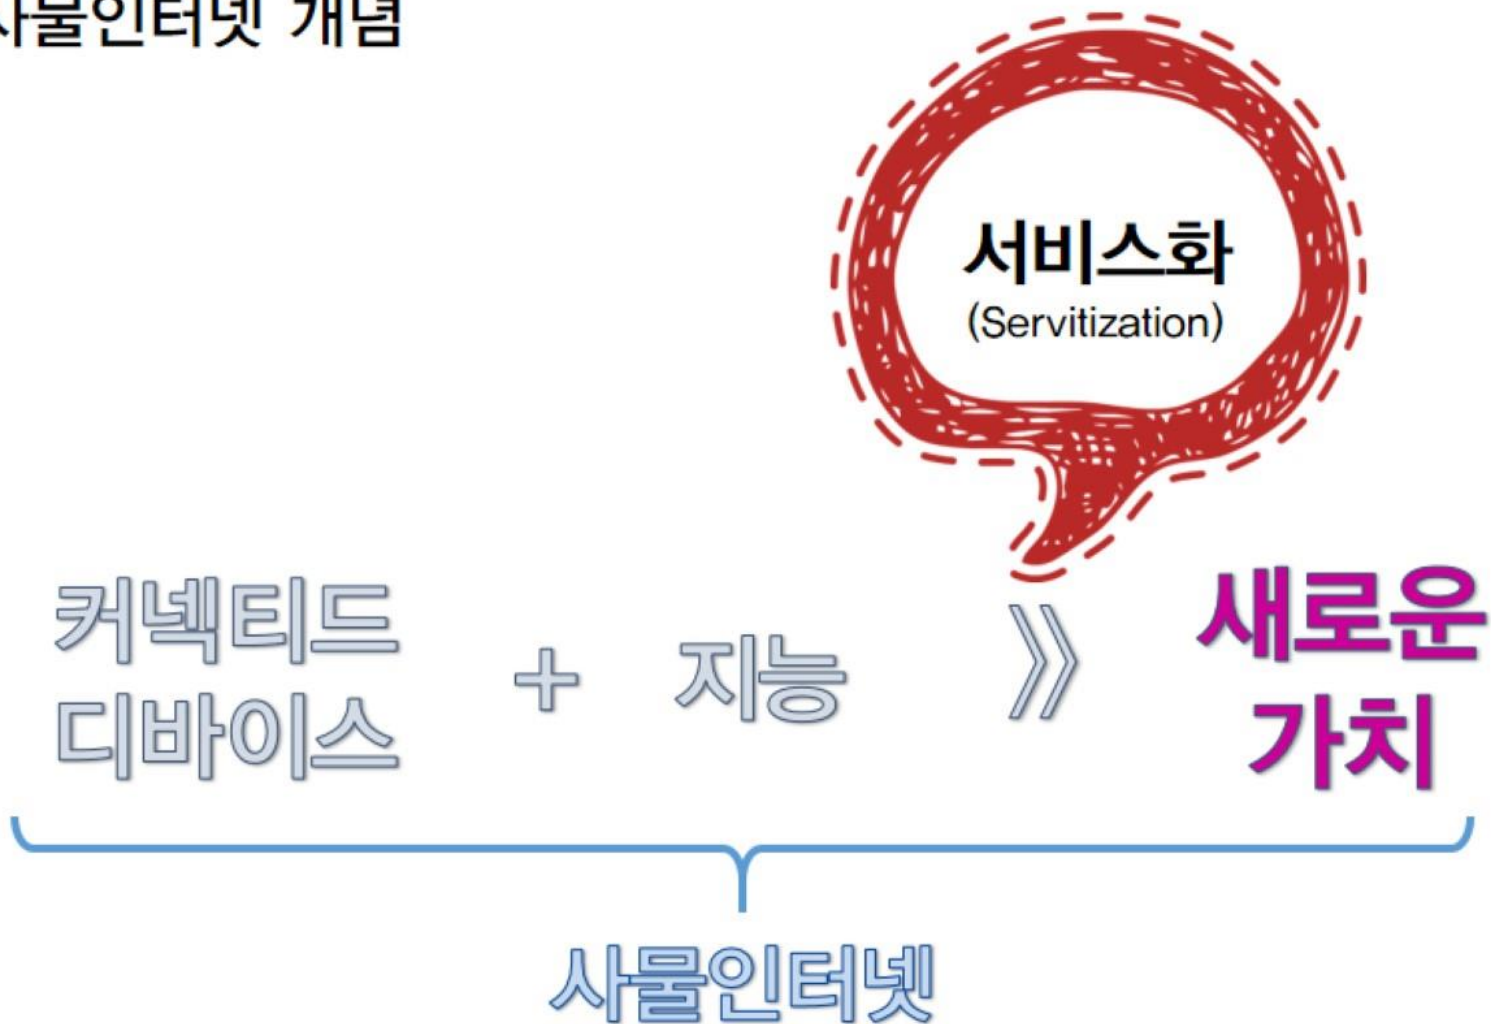 사물인터넷 개념
서비스화
(Servitization)
커넥티드
디바이스
+
지능
》
새로운
가치
사물인터넷